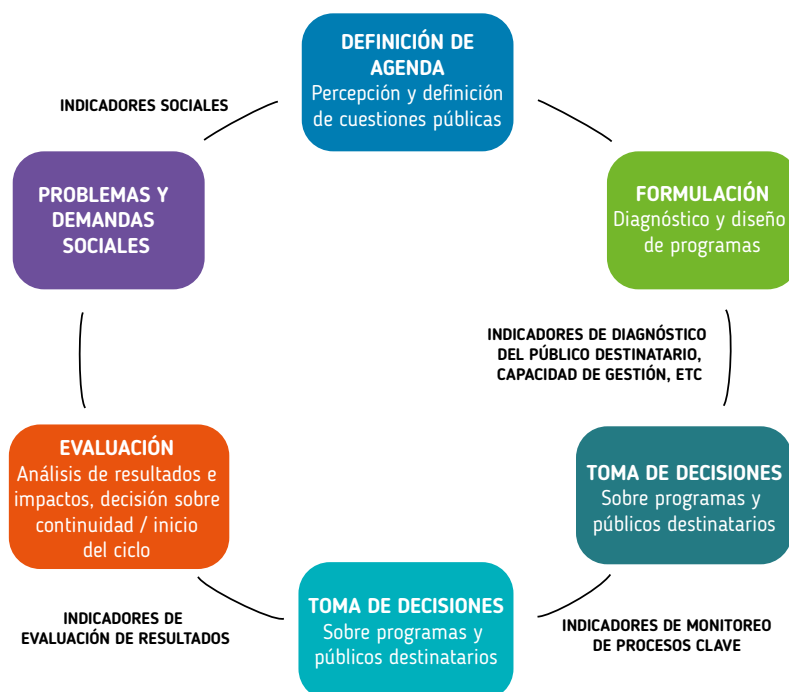 DEFINICIÓN DE
AGENDA
Percepción y definición
de cuestiones públicas
INDICADORES SOCIALES
PROBLEMAS Y
DEMANDAS
SOCIALES
FORMULACIÓN
Diagnóstico y diseño
de programas
INDICADORES DE DIAGNÓSTICO
DEL PÚBLICO DESTINATARIO,
CAPACIDAD DE GESTIÓN, ETC
EVALUACIÓN
Análisis de resultados e
impactos, decisión sobre
continuidad / inicio
del ciclo
TOMA DE DECISIONES
Sobre programas y
públicos destinatarios
TOMA DE DECISIONES
Sobre programas y
públicos destinatarios
INDICADORES DE
EVALUACIÓN DE RESULTADOS
INDICADORES DE MONITOREO
DE PROCESOS CLAVE